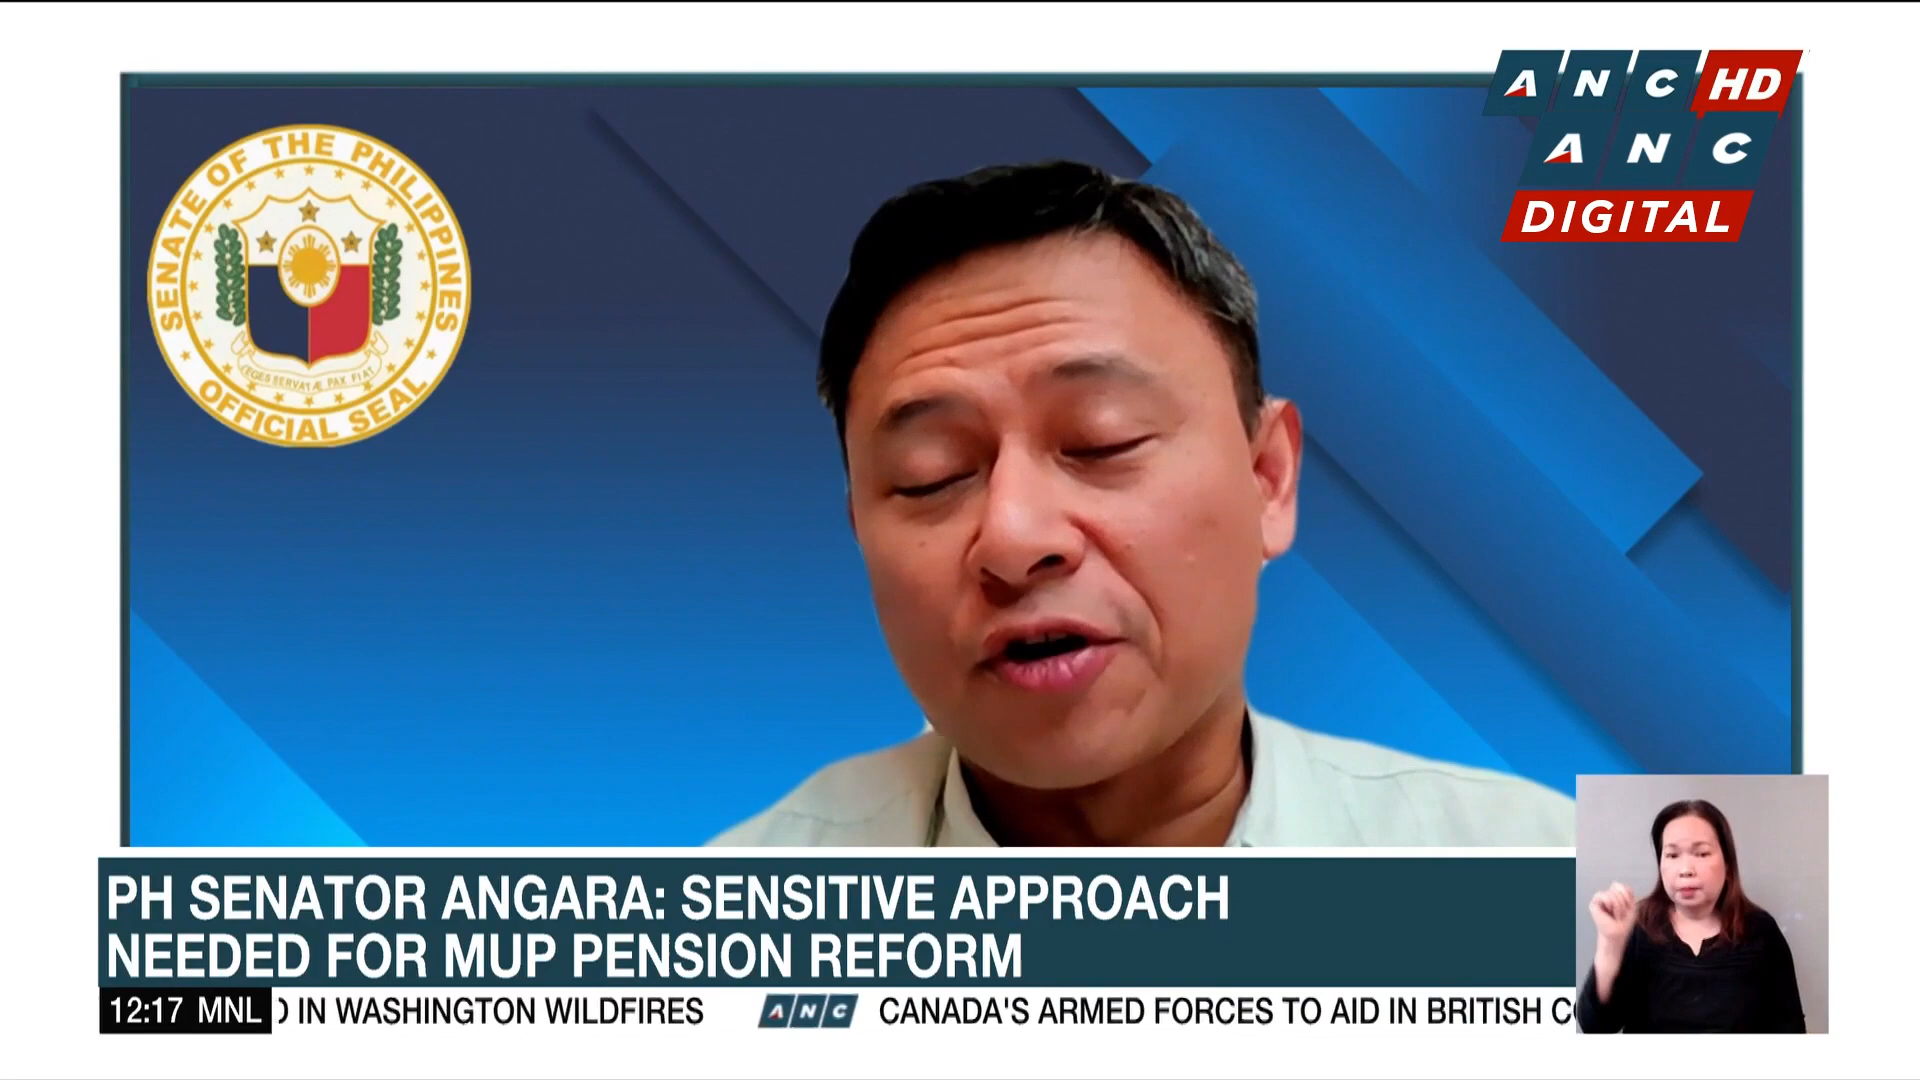 ANC HD
ANC
DIGITAL
SENATE OF THE PHILIPPINES
OFFICIAL SEAL
PH SENATOR ANGARA: SENSITIVE APPROACH
NEEDED FOR MUP PENSION REFORM
12:17 MNL
IN WASHINGTON WILDFIRES ANC CANADA'S ARMED FORCES TO AID IN BRITISH